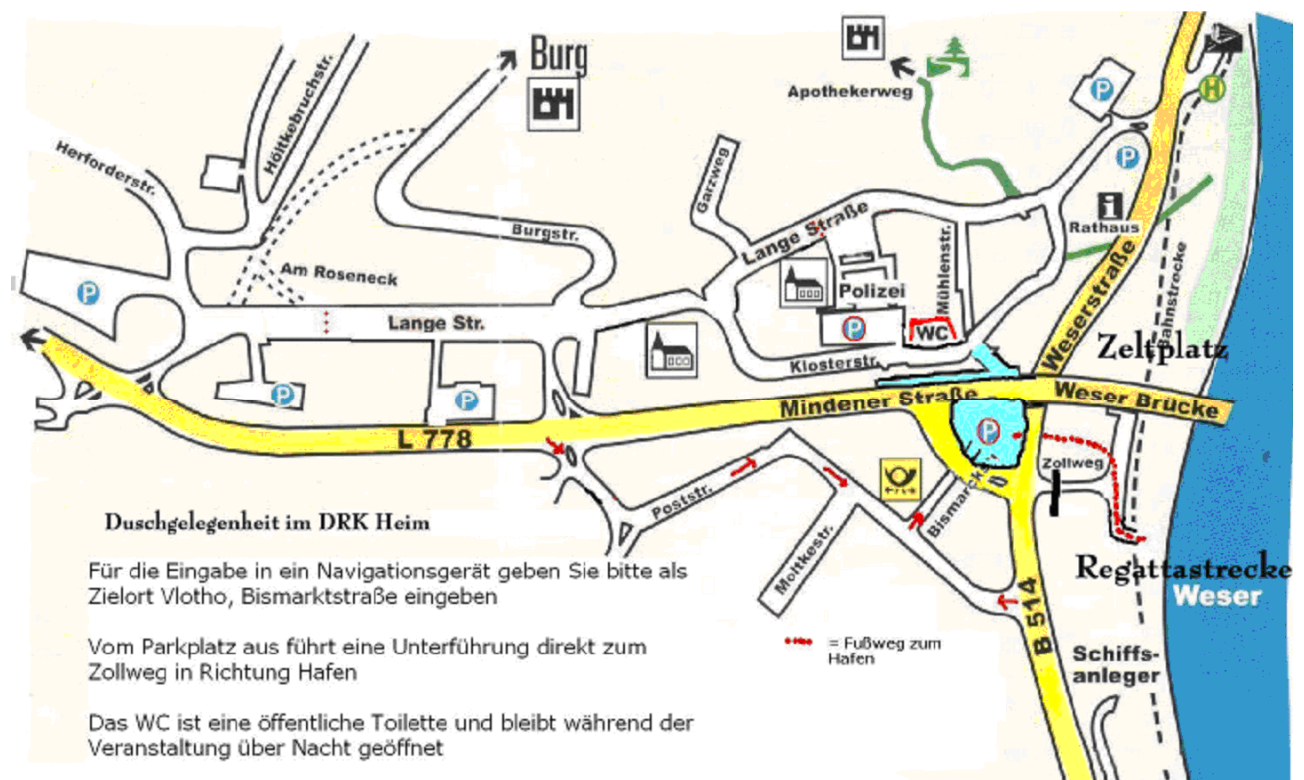 Burg
Apothekerweg
P
H
Höltkebruchstr.
Herforderstr.
Garzweg
P
i
Rathaus
Burgstr.
Lange Straße
Mühlenstr.
Am Roseneck
Polizei
Weserstraße
Bahnstrecke
P
Lange Str.
P
WC
Zeltplatz
Klosterstr.
P
P
Mindener Straße
Weser Brücke
L 778
P
Zollweg
Poststr.
Bismarcks
Moltkestr.
Duschgelegenheit im DRK Heim
Für die Eingabe in ein Navigationsgerät geben Sie bitte als
Zielort Vlotho, Bismarktstraße eingeben
Vom Parkplatz aus führt eine Unterführung direkt zum
Zollweg in Richtung Hafen
Das WC ist eine öffentliche Toilette und bleibt während der
Veranstaltung über Nacht geöffnet
Regattastrecke
Weser
B 514
= Fußweg zum
Hafen
Schiffs-
anleger